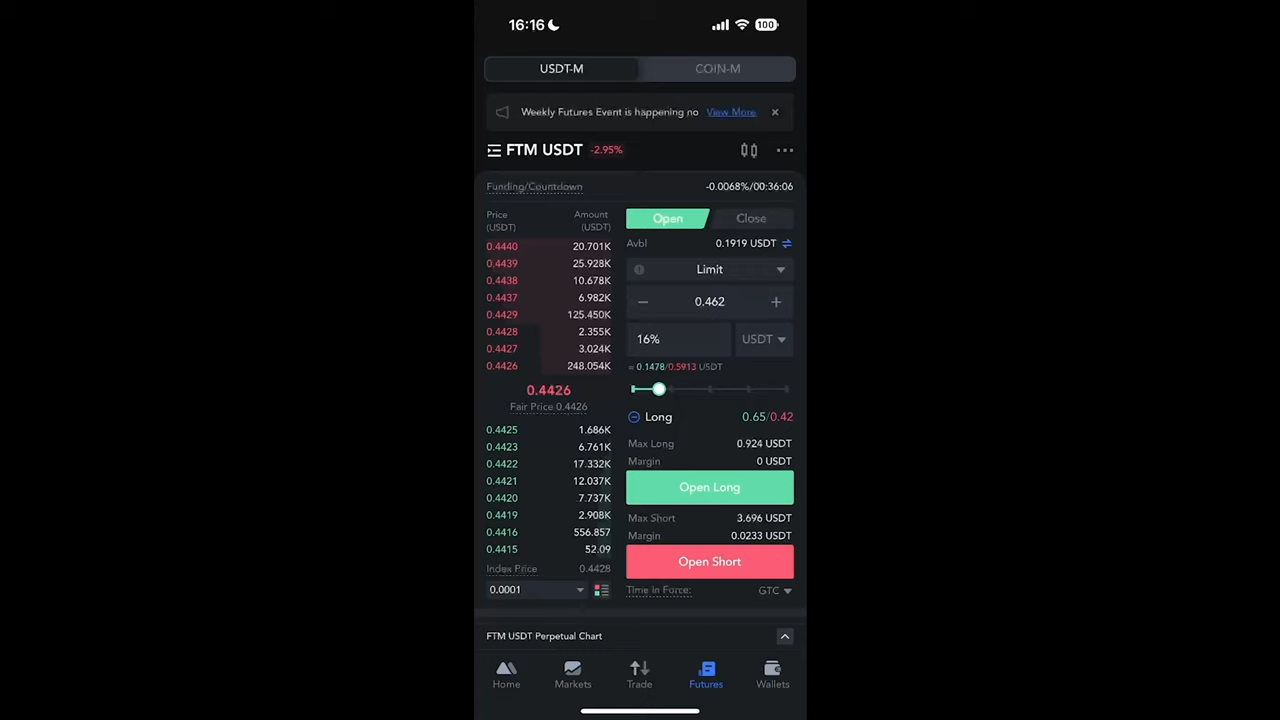 16:16
100
USDT-M
COIN-M
Weekly Futures Event is happening no View More
FTM USDT -2.95%
Funding/Countdown
-0.0068%/00:36:06
Price (USDT)
Amount (USDT)
0.4440 20.701K
0.4439 25.928K
0.4438 10.678K
0.4437 6.982K
0.4429 125.450K
0.4428 2.355K
0.4427 3.024K
0.4426 248.054K
0.4426
Fair Price 0.4426
0.4425 1.686K
0.4423 6.761K
0.4422 17.332K
0.4421 12.037K
0.4420 7.737K
0.4419 2.908K
0.4416 556.857
0.4415 52.09
Index Price 0.4428
0.0001
Open
Close
Avbl 0.1919 USDT
Limit
0.462
16%
USDT
= 0.1478/0.5913 USDT
Long 0.65/0.42
Max Long 0.924 USDT
Margin 0 USDT
Open Long
Max Short 3.696 USDT
Margin 0.0233 USDT
Open Short
Time in Force: GTC
FTM USDT Perpetual Chart
Home
Markets
Trade
Futures
Wallets